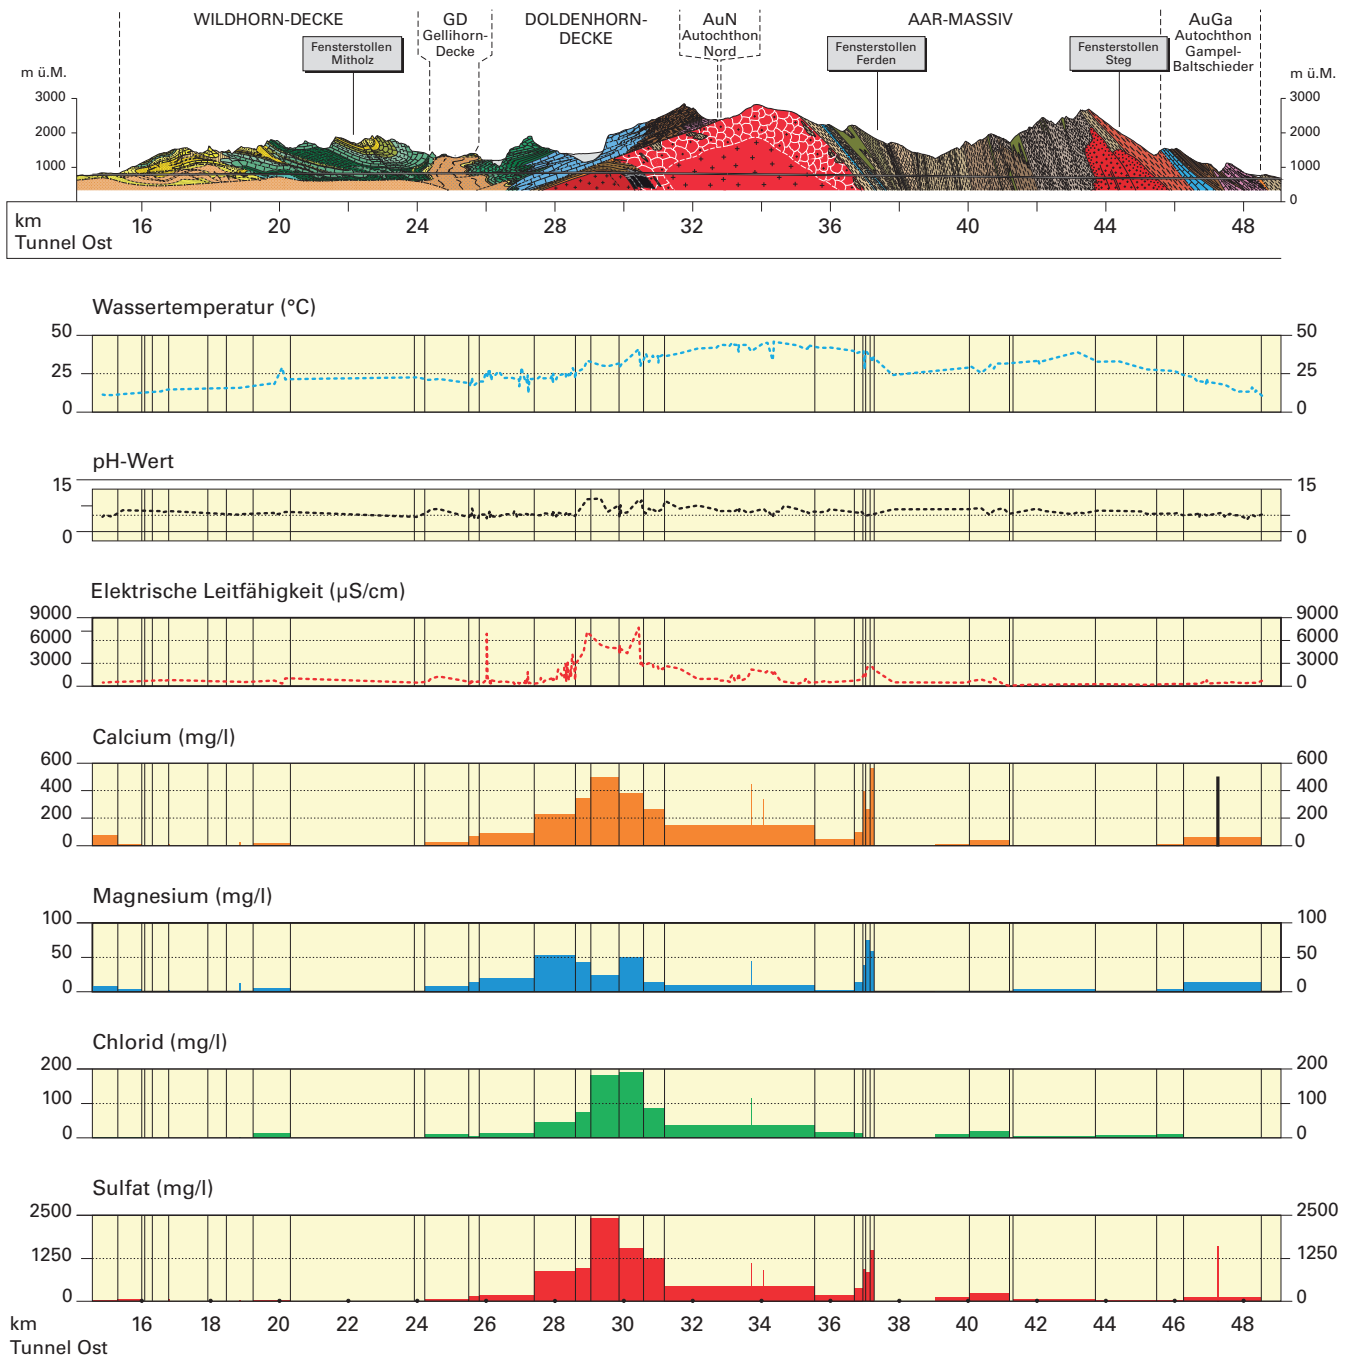 WILDHORN-DECKE
GD
Gellihorn-
Decke
DOLDENHORN-
DECKE
AuN
Autochthon
Nord
AAR-MASSIV
AuGa
Autochthon
Gampel-
Baltschieder
Fensterstollen
Mitholz
Fensterstollen
Ferden
Fensterstollen
Steg
m ü.M.
3000
2000
1000
m ü.M.
3000
2000
1000
0
km
Tunnel Ost
16 20 24 28 32 36 40 44 48
Wassertemperatur (°C)
50 50
25 25
0 0
pH-Wert
15 15
0 0
Elektrische Leitfähigkeit (µS/cm)
9000 9000
6000 6000
3000 3000
0 0
Calcium (mg/l)
600 600
400 400
200 200
0 0
Magnesium (mg/l)
100 100
50 50
0 0
Chlorid (mg/l)
200 200
100 100
0 0
Sulfat (mg/l)
2500 2500
1250 1250
0 0
km
Tunnel Ost
16 18 20 22 24 26 28 30 32 34 36 38 40 42 44 46 48